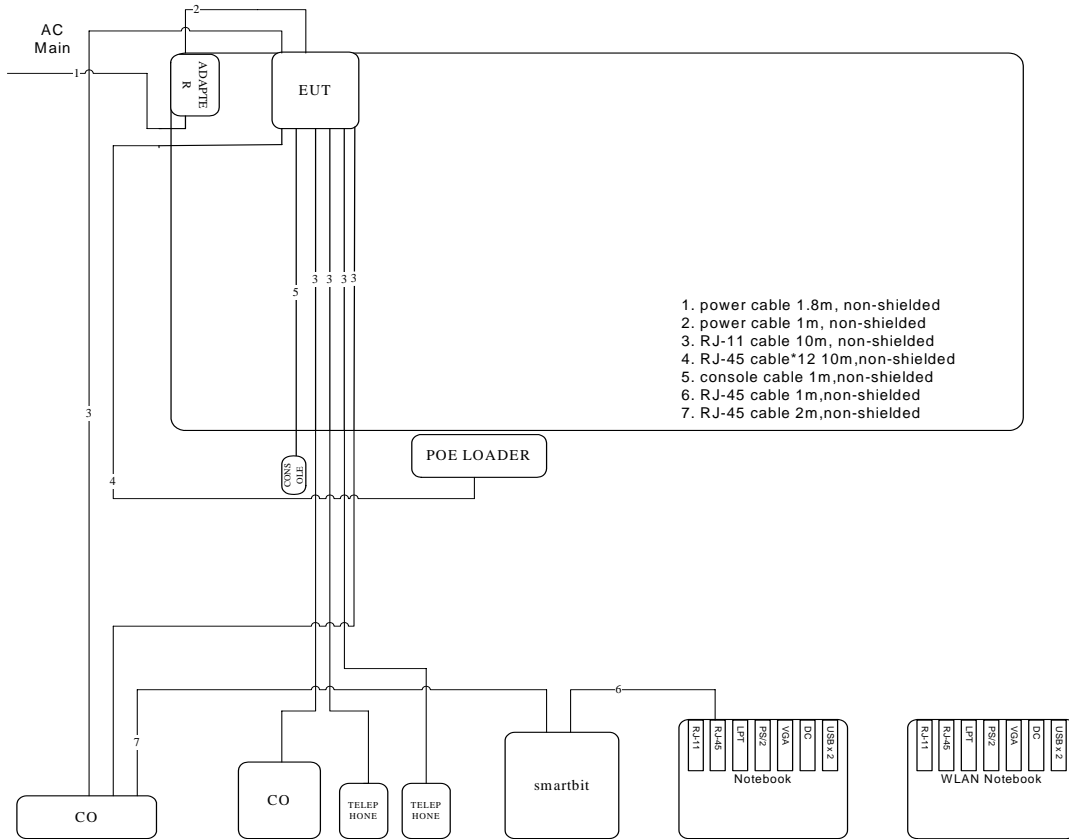 AC
Main
2
1
ADAPTE
R
EUT
3
3
3
3
5
1. power cable 1.8m, non-shielded
2. power cable 1m, non-shielded
3. RJ-11 cable 10m, non-shielded
4. RJ-45 cable*12 10m,non-shielded
5. console cable 1m,non-shielded
6. RJ-45 cable 1m,non-shielded
7. RJ-45 cable 2m,non-shielded
3
POE LOADER
CONS
OLE
4
6
7
RJ-11
RJ-45
LPT
PS/2
VGA
DC
USB x 2
Notebook
RJ-11
RJ-45
LPT
PS/2
VGA
DC
USB x 2
WLAN Notebook
smartbit
CO
TELEP
HONE
TELEP
HONE
CO